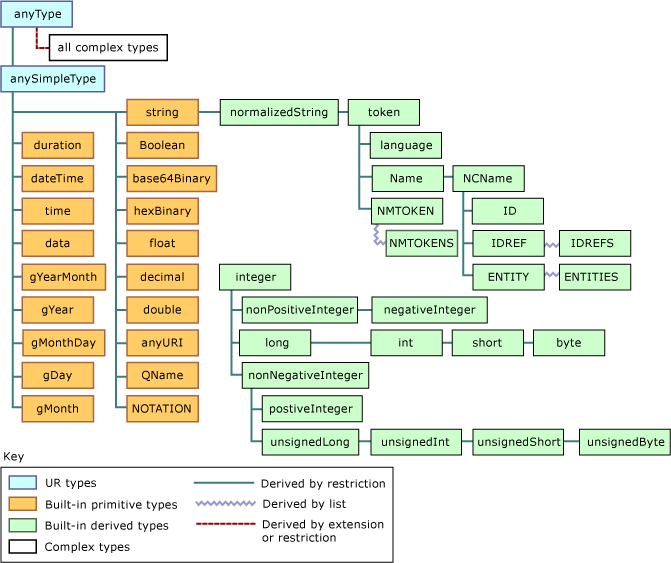 anyType
all complex types
anySimpleType
string normalizedString token
duration Boolean language
dateTime base64Binary Name NCName
time hexBinary NMTOKEN ID
data float NMTOKENS IDREF IDREFS
gYearMonth decimal integer ENTITY ENTITIES
gYear double nonPositiveInteger negativeInteger
gMonthDay anyURI long int short byte
gDay QName nonNegativeInteger
gMonth NOTATION postiveInteger
unsignedLong unsignedInt unsignedShort unsignedByte
Key
UR types Derived by restriction
Built-in primitive types Derived by list
Built-in derived types Derived by extension
or restriction
Complex types